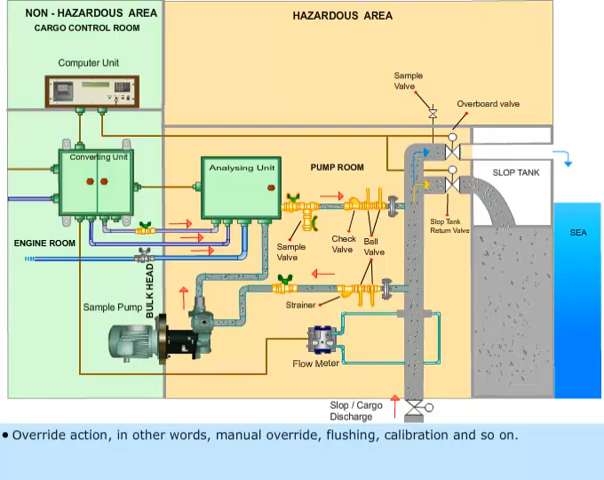 NON - HAZARDOUS AREA
CARGO CONTROL ROOM
HAZARDOUS AREA
Computer Unit
Sample
Valve
Overboard valve
Converting Unit
Analysing Unit
PUMP ROOM
SLOP TANK
Slop Tank
Return Valve
SEA
ENGINE ROOM
BULK HEAD
Sample
Valve
Check
Valve
Ball
Valve
Strainer
Sample Pump
Flow Meter
Slop / Cargo
Discharge
• Override action, in other words, manual override, flushing, calibration and so on.